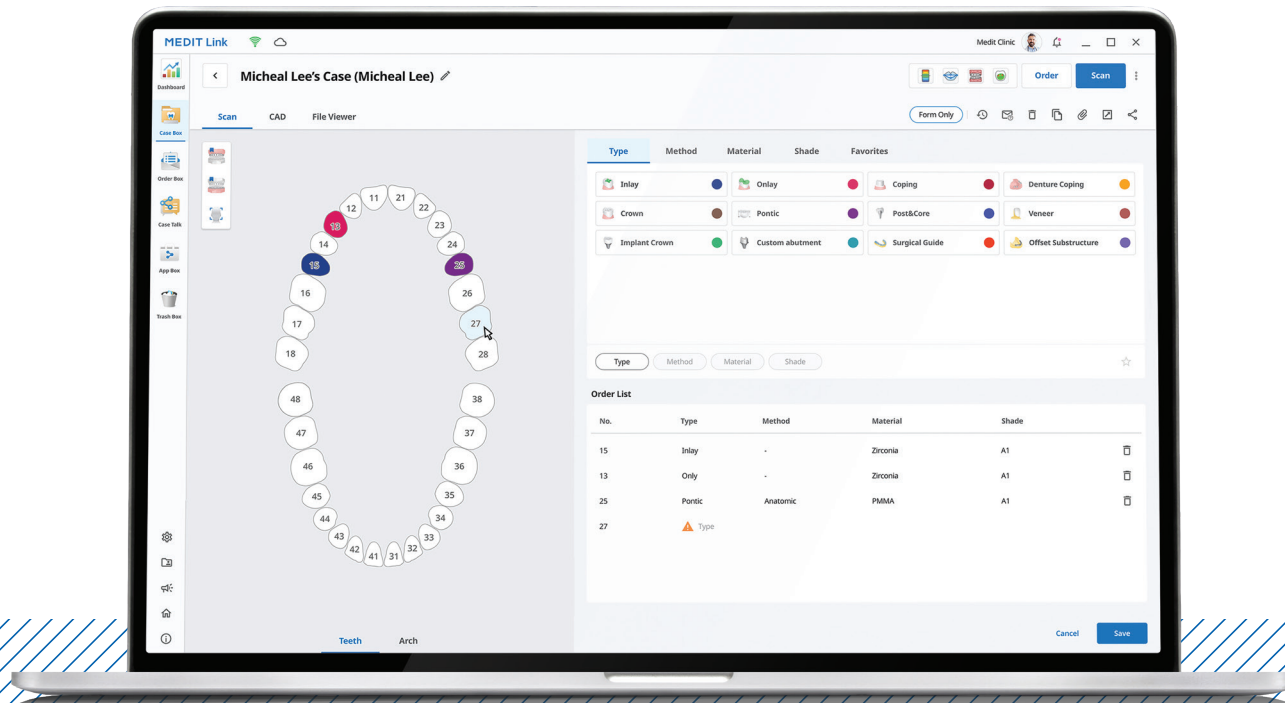 MEDIT Link
Medit Clinic
Dashboard
Case Box
Order Box
Case Talk
App Box
Trash Box
Micheal Lee's Case (Micheal Lee)
Order
Scan
Scan CAD File Viewer
Form Only
11 21
12 22
13 23
14 24
15 25
16 26
17 27
18 28
48 38
47 37
46 36
45 35
44 34
43 33
42 41 31 32
Teeth Arch
Type Method Material Shade Favorites
Inlay Onlay Coping Denture Coping
Crown Pontic Post&Core Veneer
Implant Crown Custom abutment Surgical Guide Offset Substructure
Type Method Material Shade
Order List
No. Type Method Material Shade
15 Inlay - Zirconia A1
13 Only - Zirconia A1
25 Pontic Anatomic PMMA A1
27 Type
Cancel Save